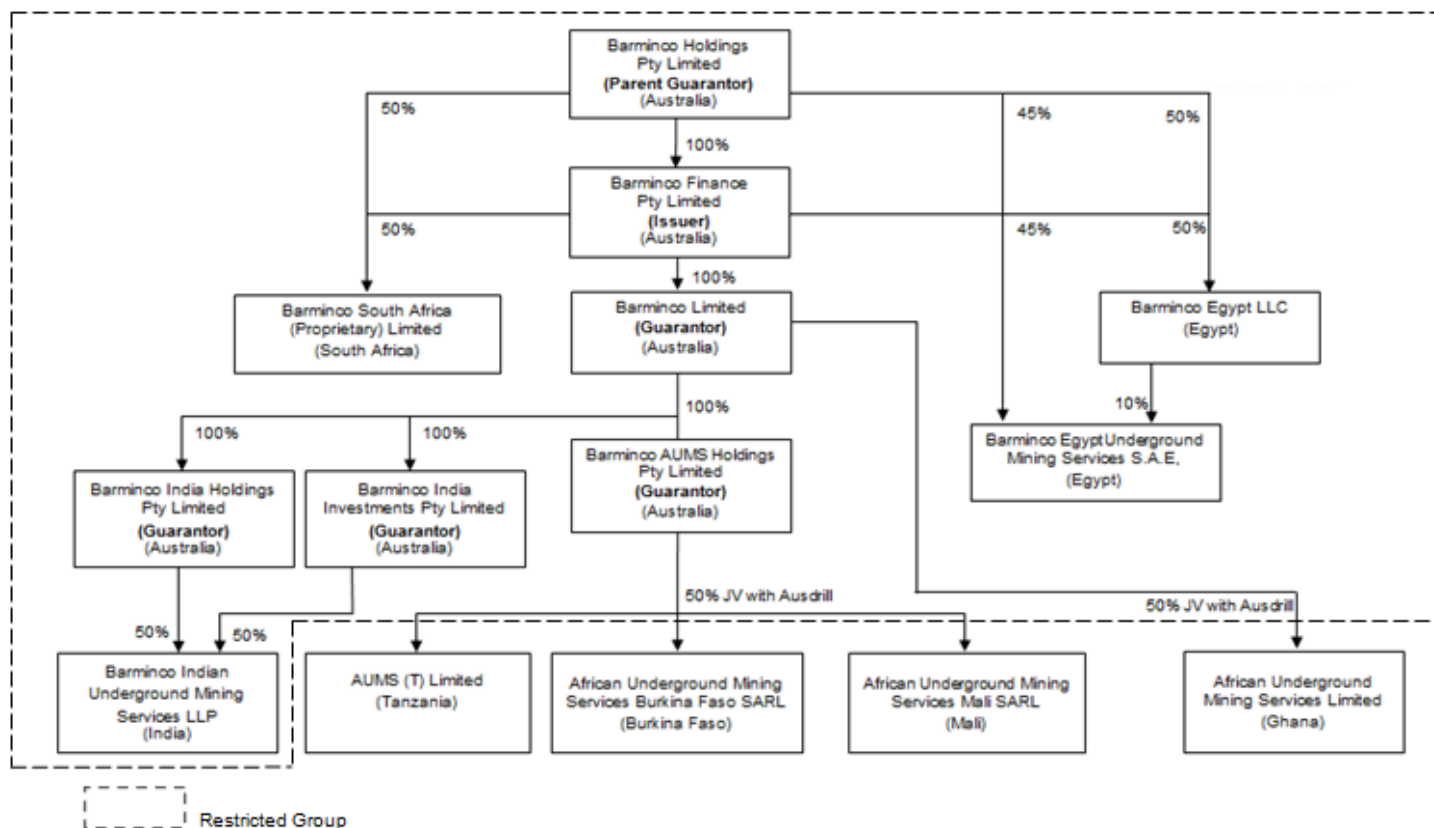 Barminco Holdings
Pty Limited
(Parent Guarantor)
(Australia)
50%
45%
50%
100%
Barminco Finance
Pty Limited
(Issuer)
(Australia)
50%
45%
50%
100%
Barminco South Africa
(Proprietary) Limited
(South Africa)
Barminco Limited
(Guarantor)
(Australia)
Barminco Egypt LLC
(Egypt)
100%
10%
100%
100%
Barminco India Holdings
Pty Limited
(Guarantor)
(Australia)
Barminco India
Investments Pty Limited
(Guarantor)
(Australia)
Barminco AUMS Holdings
Pty Limited
(Guarantor)
(Australia)
Barminco EgyptUnderground
Mining Services S.A.E,
(Egypt)
50% JV with Ausdrill
50% JV with Ausdrill
50%
50%
Barminco Indian
Underground Mining
Services LLP
(India)
AUMS (T) Limited
(Tanzania)
African Underground Mining
Services Burkina Faso SARL
(Burkina Faso)
African Underground Mining
Services Mali SARL
(Mali)
African Underground
Mining Services Limited
(Ghana)
Restricted Group